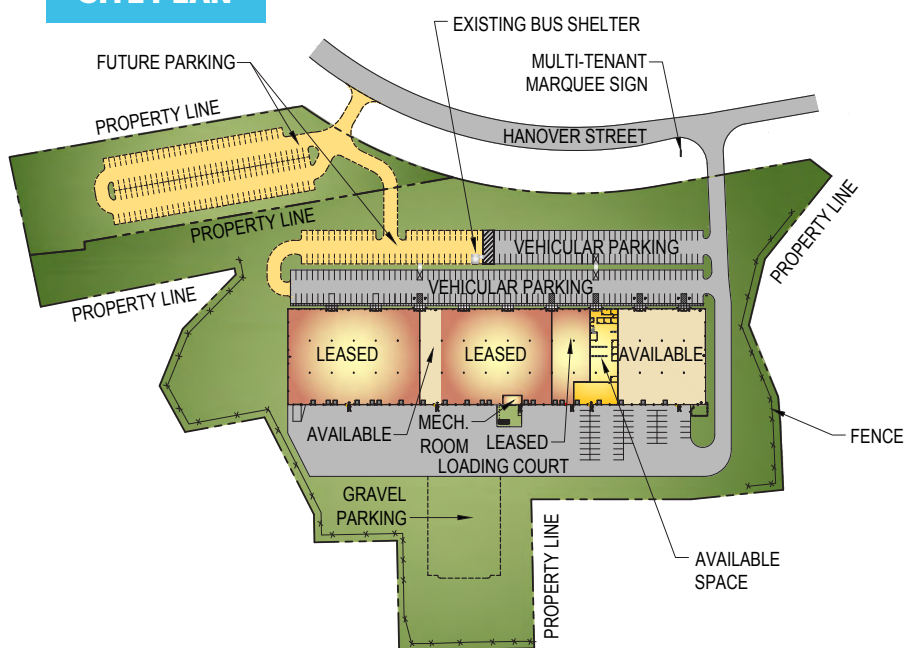 SITE PLAN
EXISTING BUS SHELTER
FUTURE PARKING
MULTI-TENANT
MARQUEE SIGN
PROPERTY LINE
HANOVER STREET
PROPERTY LINE
PROPERTY LINE
VEHICULAR PARKING
PROPERTY LINE
VEHICULAR PARKING
LEASED
LEASED
AVAILABLE
AVAILABLE
MECH.
ROOM
LEASED
FENCE
LOADING COURT
GRAVEL
PARKING
PROPERTY LINE
AVAILABLE
SPACE